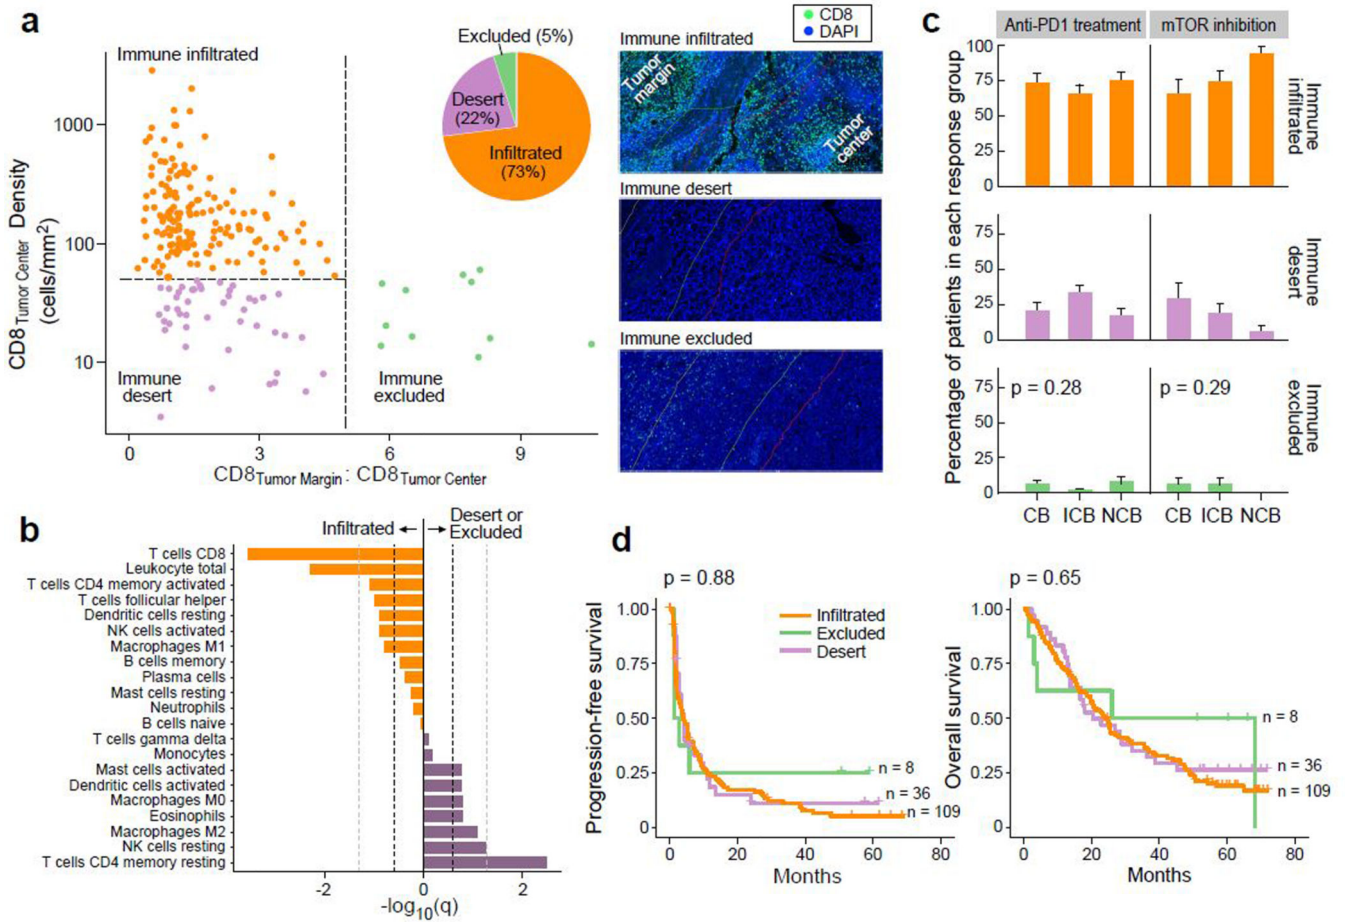 a
CD8
DAPI
Immune infiltrated
Excluded (5%)
Desert
(22%)
Infiltrated
(73%)
1000
100
10
CD8Tumor Center Density
(cells/mm2)
Immune
desert
Immune
excluded
0
3
6
9
CD8Tumor Margin : CD8Tumor Center
Immune infiltrated
Tumor
margin
Tumor
center
Immune desert
Immune excluded
c
Anti-PD1 treatment
mTOR inhibition
Percentage of patients in each response group
100
75
50
25
0
Immune
infiltrated
75
50
25
0
Immune
desert
75
50
25
0
p = 0.28
p = 0.29
Immune
excluded
CB
ICB
NCB
CB
ICB
NCB
b
Infiltrated
Desert or
Excluded
T cells CD8
Leukocyte total
T cells CD4 memory activated
T cells follicular helper
Dendritic cells resting
NK cells activated
Macrophages M1
B cells memory
Plasma cells
Mast cells resting
Neutrophils
B cells naive
T cells gamma delta
Monocytes
Mast cells activated
Dendritic cells activated
Macrophages M0
Eosinophils
Macrophages M2
NK cells resting
T cells CD4 memory resting
-2
0
2
-log10(q)
d
p = 0.88
Progression-free survival
1.00
0.75
0.50
0.25
0
Infiltrated
Excluded
Desert
n = 8
n = 36
n = 109
0
20
40
60
80
Months
p = 0.65
Overall survival
1.00
0.75
0.50
0.25
0
n = 8
n = 36
n = 109
0
20
40
60
80
Months